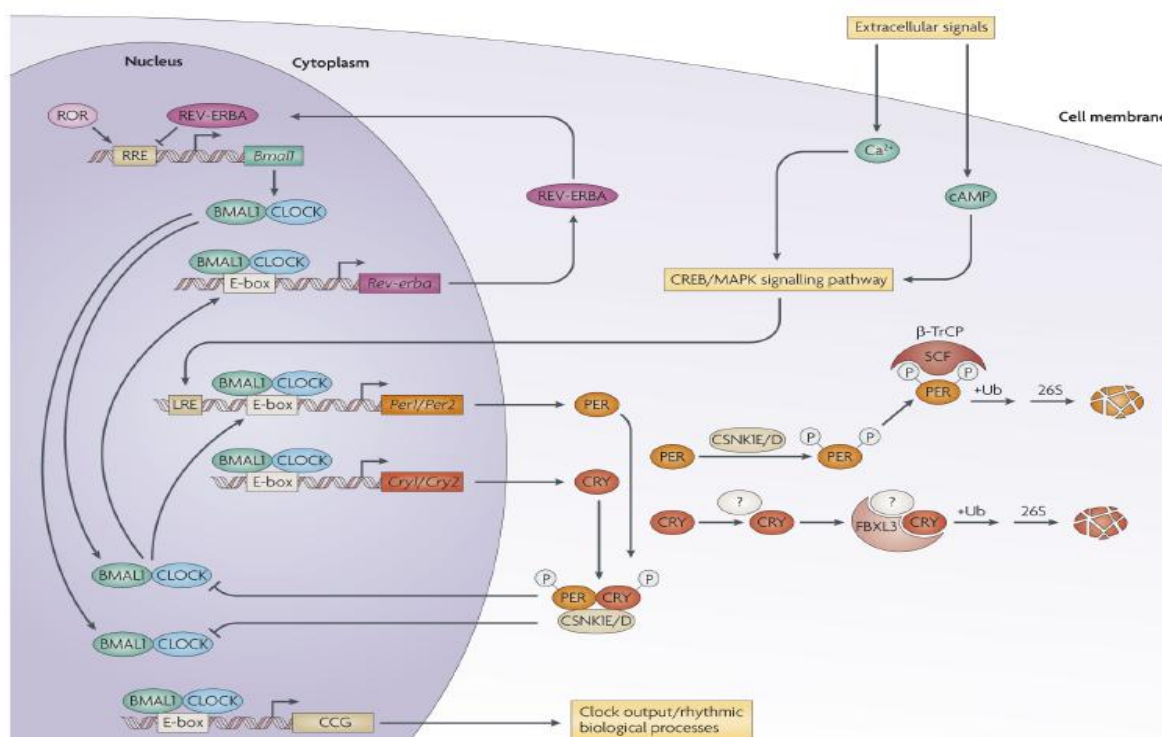 Extracellular signals
Nucleus
Cytoplasm
Cell membrane
ROR
REV-ERBA
RRE
Bmal1
Ca²⁺
REV-ERBA
cAMP
BMAL1 CLOCK
BMAL1 CLOCK
E-box
Rev-erba
CREB/MAPK signalling pathway
β-TrCP
SCF
P P
PER
+Ub
26S
BMAL1 CLOCK
LRE
E-box
Per1/Per2
PER
CSNK1E/D
PER
P P
PER
BMAL1 CLOCK
E-box
Cry1/Cry2
CRY
?
CRY
CRY
?
FBXL3 CRY
+Ub
26S
BMAL1 CLOCK
P P
PER CRY
CSNK1E/D
BMAL1 CLOCK
BMAL1 CLOCK
E-box
CCG
Clock output/rhythmic
biological processes